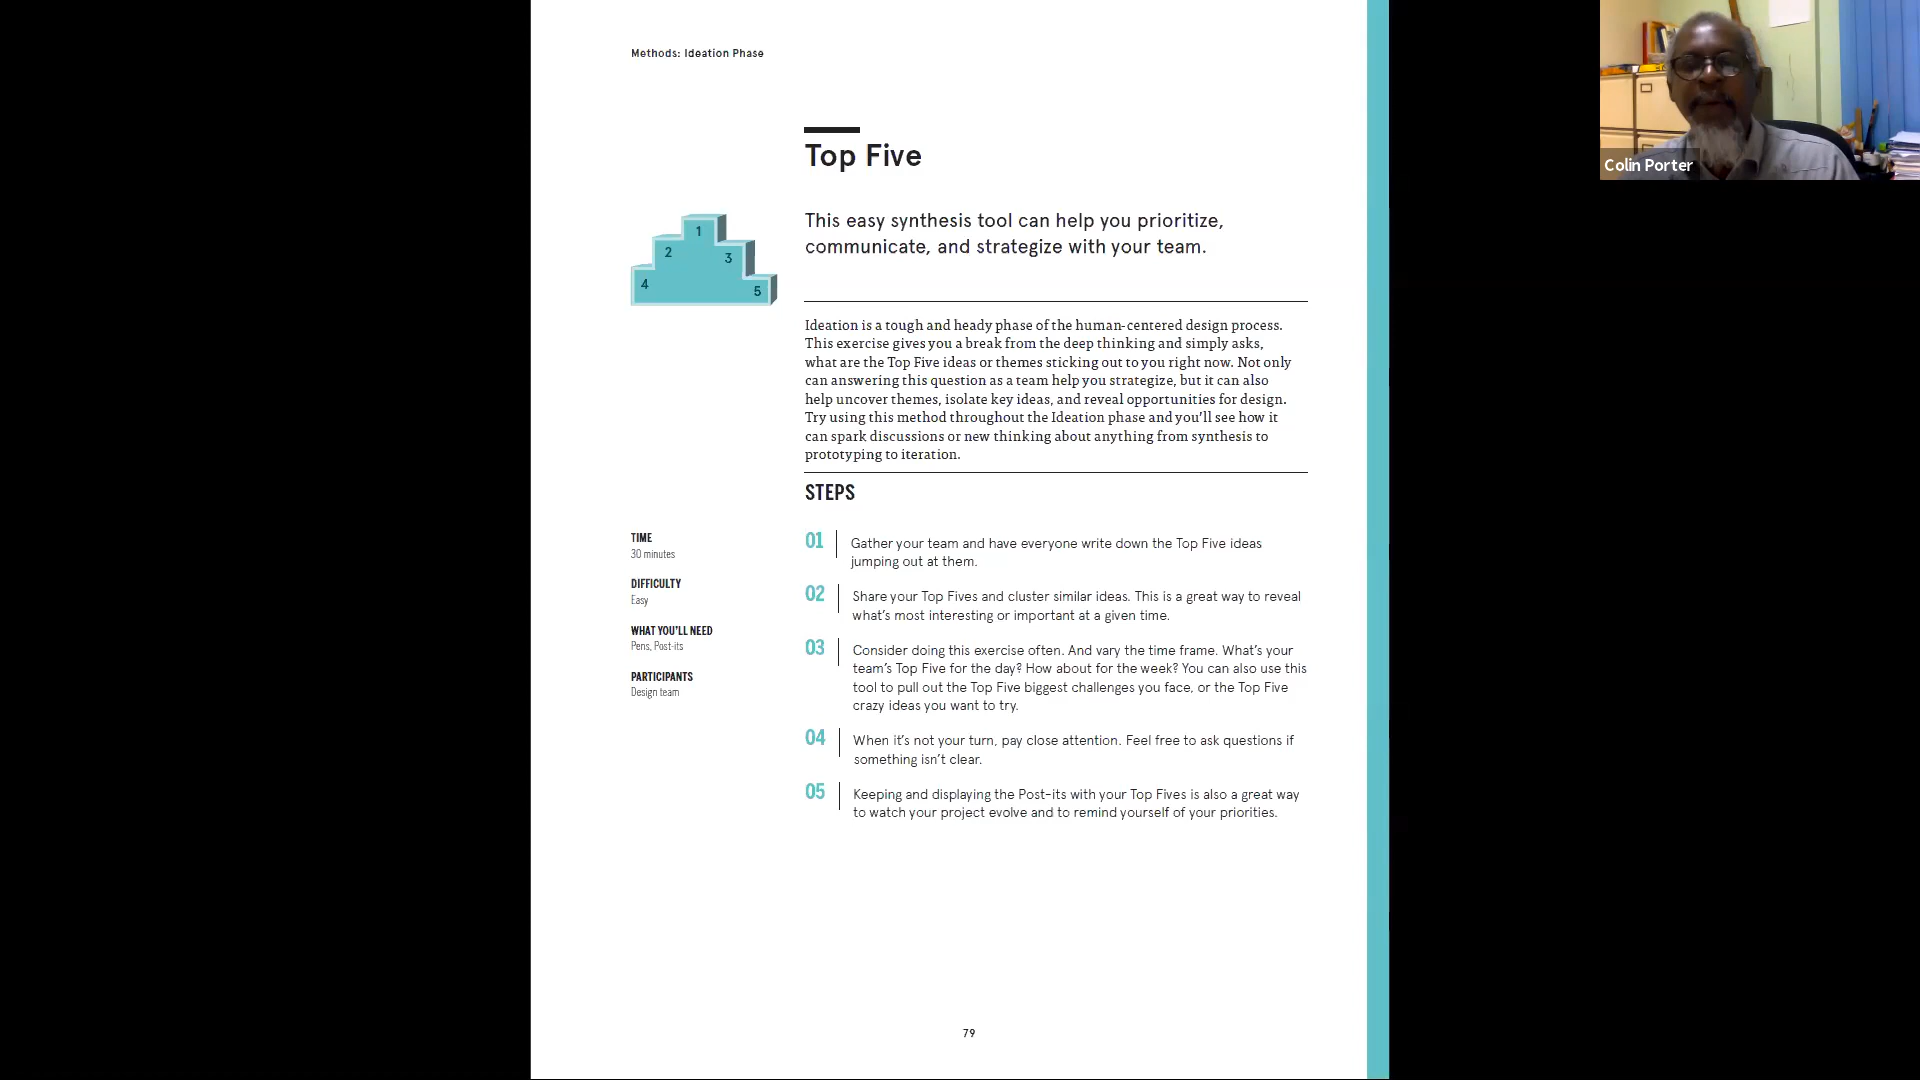 Methods: Ideation Phase
Colin Porter
Top Five
This easy synthesis tool can help you prioritize,
communicate, and strategize with your team.
1
2
3
4
5
Ideation is a tough and heady phase of the human-centered design process.
This exercise gives you a break from the deep thinking and simply asks,
what are the Top Five ideas or themes sticking out to you right now. Not only
can answering this question as a team help you strategize, but it can also
help uncover themes, isolate key ideas, and reveal opportunities for design.
Try using this method throughout the Ideation phase and you'll see how it
can spark discussions or new thinking about anything from synthesis to
prototyping to iteration.
STEPS
TIME
30 minutes
DIFFICULTY
Easy
WHAT YOU'LL NEED
Pens, Post-its
PARTICIPANTS
Design team
01
Gather your team and have everyone write down the Top Five ideas
jumping out at them.
02
Share your Top Fives and cluster similar ideas. This is a great way to reveal
what's most interesting or important at a given time.
03
Consider doing this exercise often. And vary the time frame. What's your
team's Top Five for the day? How about for the week? You can also use this
tool to pull out the Top Five biggest challenges you face, or the Top Five
crazy ideas you want to try.
04
When it's not your turn, pay close attention. Feel free to ask questions if
something isn't clear.
05
Keeping and displaying the Post-its with your Top Fives is also a great way
to watch your project evolve and to remind yourself of your priorities.
79